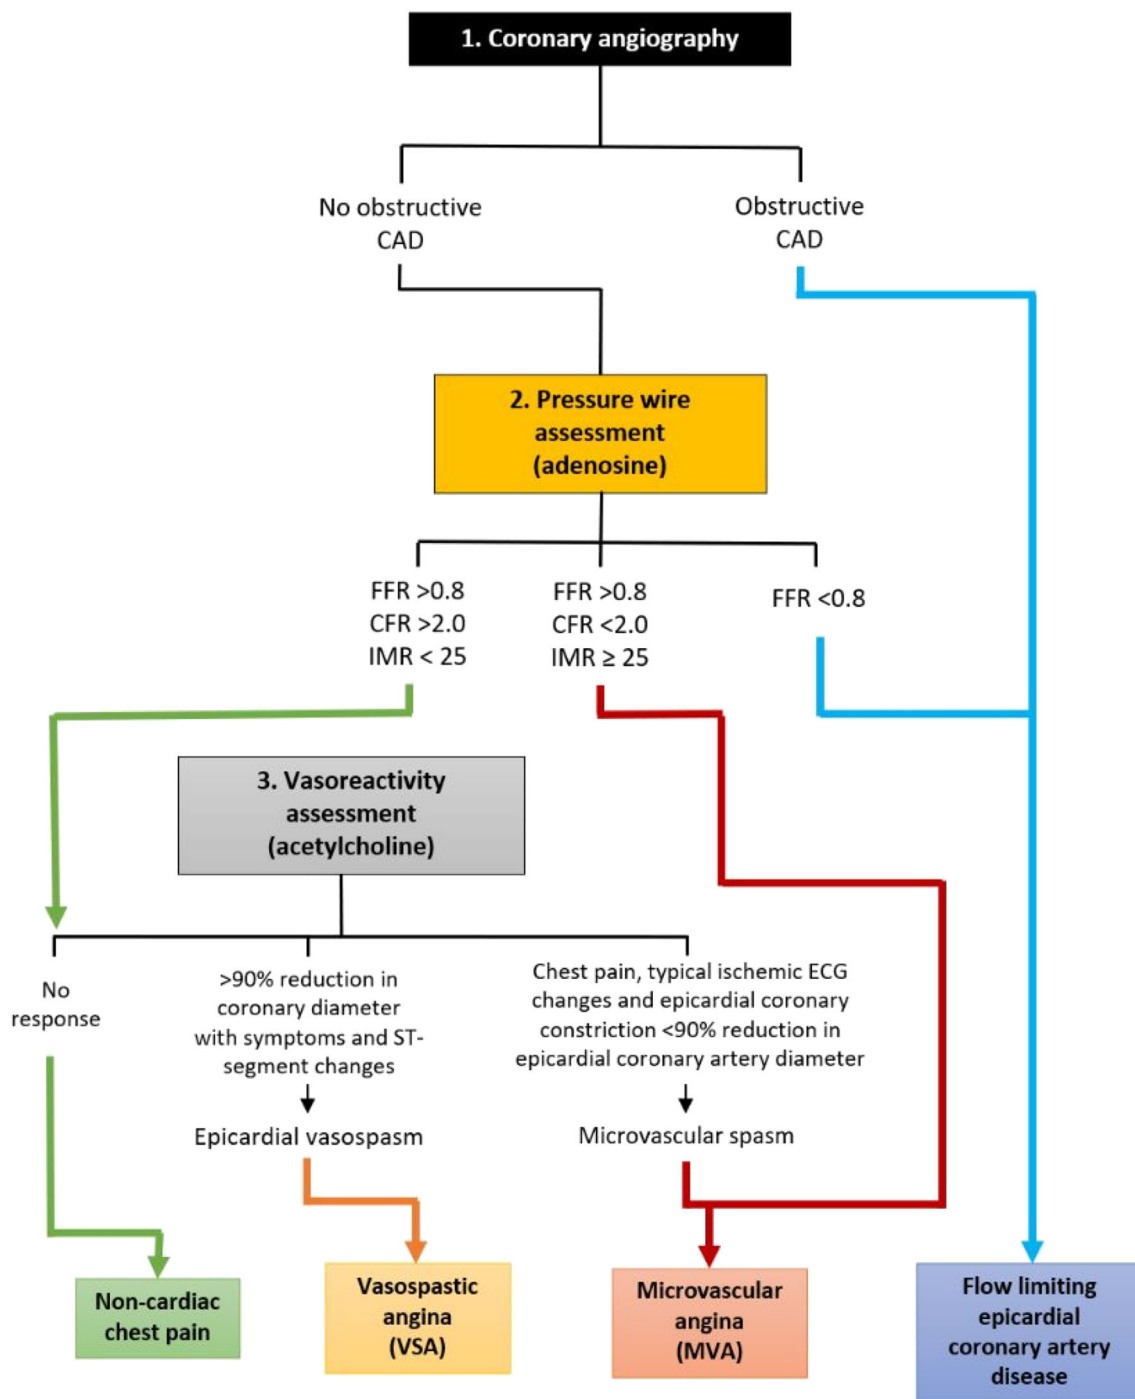 1. Coronary angiography
No obstructive
CAD
Obstructive
CAD
2. Pressure wire
assessment
(adenosine)
FFR >0.8
CFR >2.0
IMR < 25
FFR >0.8
CFR <2.0
IMR ≥ 25
FFR <0.8
3. Vasoreactivity
assessment
(acetylcholine)
No
response
>90% reduction in
coronary diameter
with symptoms and ST-
segment changes
Chest pain, typical ischemic ECG
changes and epicardial coronary
constriction <90% reduction in
epicardial coronary artery diameter
Epicardial vasospasm
Microvascular spasm
Non-cardiac
chest pain
Vasospastic
angina
(VSA)
Microvascular
angina
(MVA)
Flow limiting
epicardial
coronary artery
disease